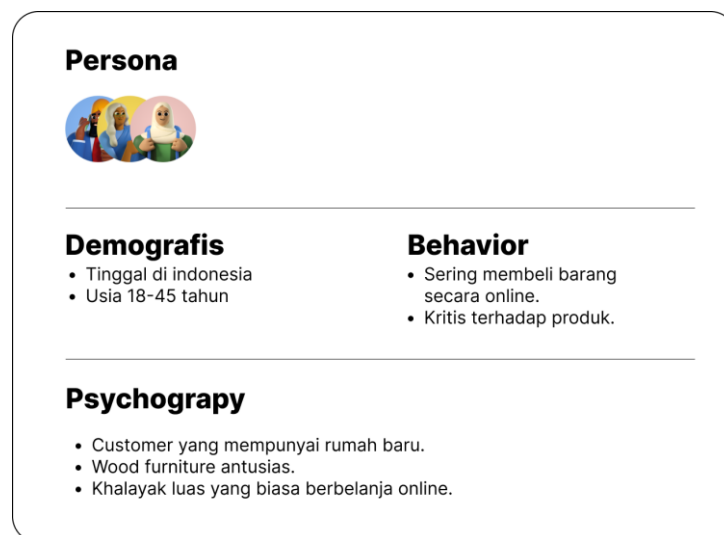 Persona
Demografis
• Tinggal di indonesia
• Usia 18-45 tahun
Behavior
• Sering membeli barang
secara online.
• Kritis terhadap produk.
Psychograpy
• Customer yang mempunyai rumah baru.
• Wood furniture antusias.
• Khalayak luas yang biasa berbelanja online.